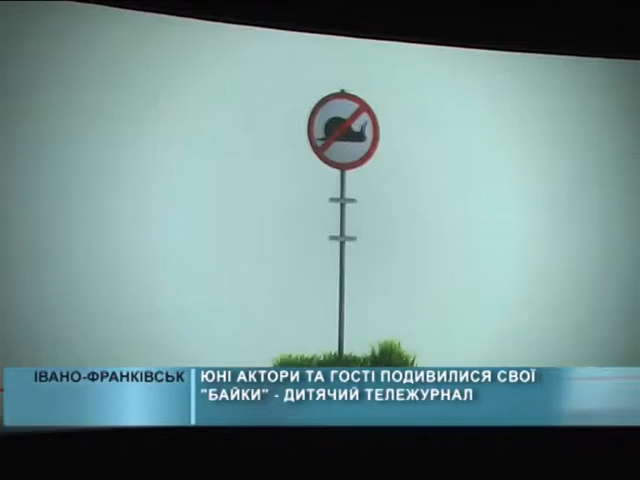 ІВАНО-ФРАНКІВСЬК
ЮНІ АКТОРИ ТА ГОСТІ ПОДИВИЛИСЯ СВОЇ
"БАЙКИ" - ДИТЯЧИЙ ТЕЛЕЖУРНАЛ